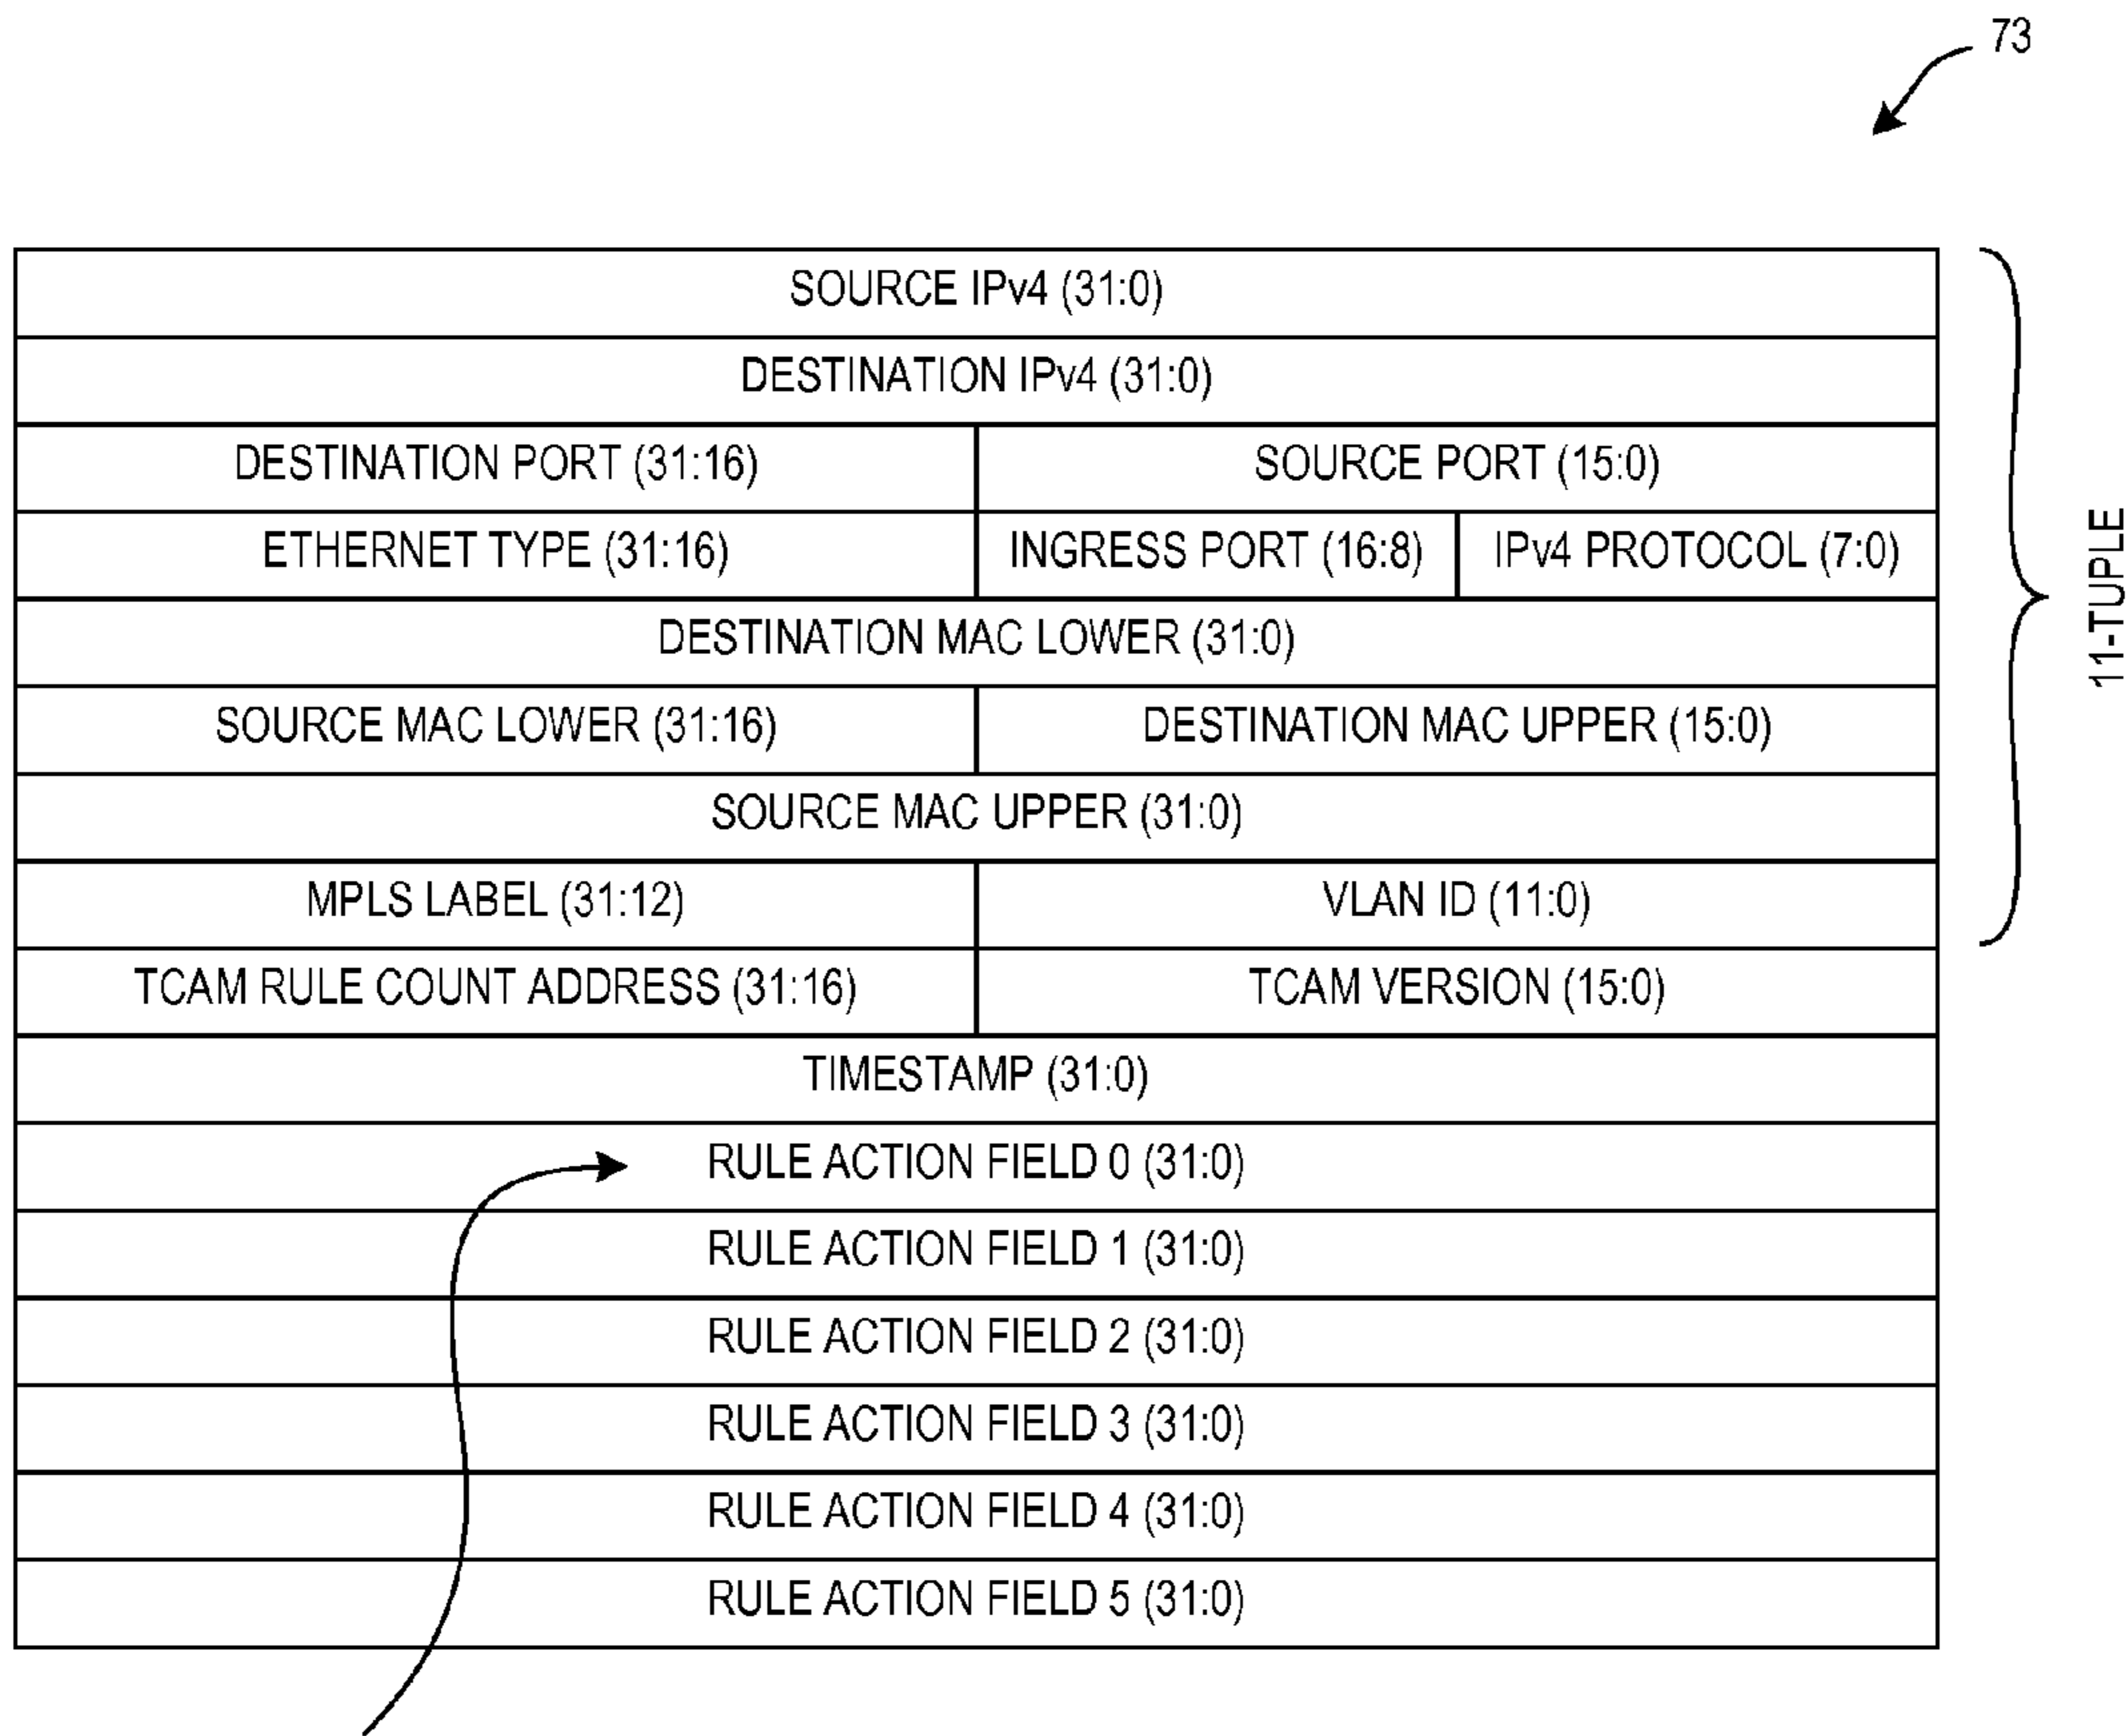 73
SOURCE IPv4 (31:0)
DESTINATION IPv4 (31:0)
DESTINATION PORT (31:16) SOURCE PORT (15:0)
ETHERNET TYPE (31:16) INGRESS PORT (16:8) IPv4 PROTOCOL (7:0)
DESTINATION MAC LOWER (31:0)
SOURCE MAC LOWER (31:16) DESTINATION MAC UPPER (15:0)
SOURCE MAC UPPER (31:0)
MPLS LABEL (31:12) VLAN ID (11:0)
11-TUPLE
TCAM RULE COUNT ADDRESS (31:16) TCAM VERSION (15:0)
TIMESTAMP (31:0)
RULE ACTION FIELD 0 (31:0)
RULE ACTION FIELD 1 (31:0)
RULE ACTION FIELD 2 (31:0)
RULE ACTION FIELD 3 (31:0)
RULE ACTION FIELD 4 (31:0)
RULE ACTION FIELD 5 (31:0)